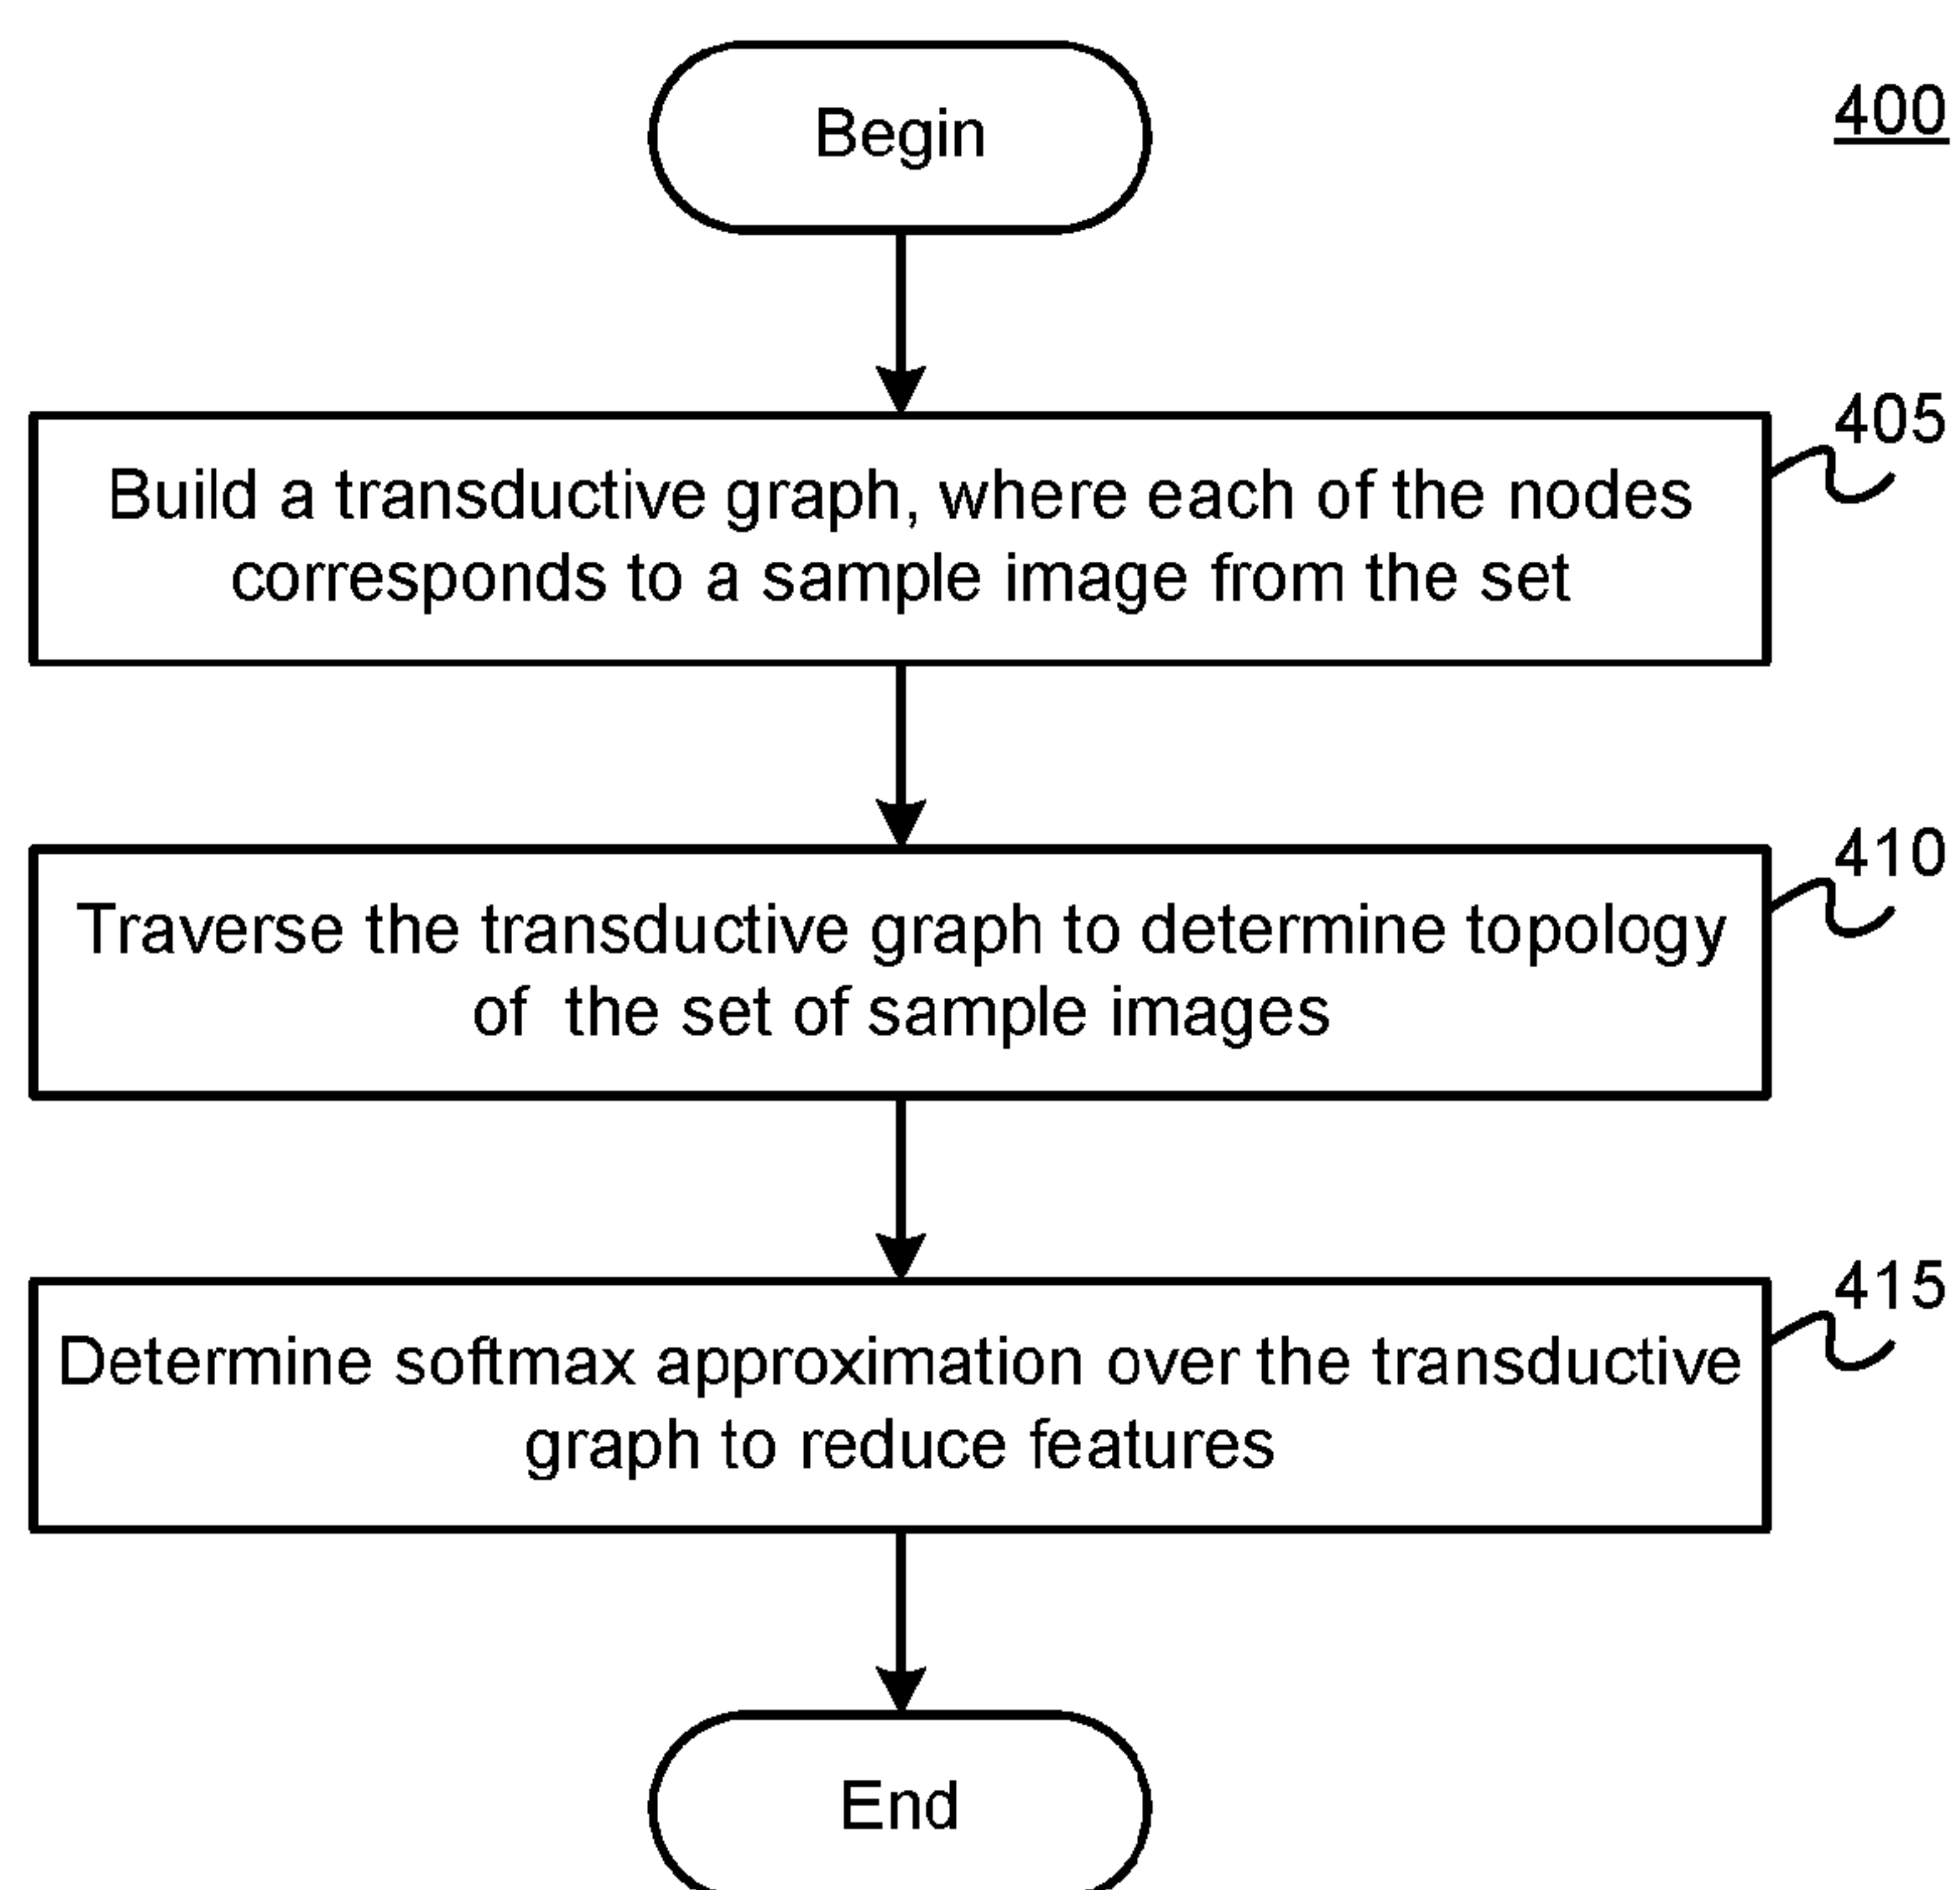 Begin
400
405
Build a transductive graph, where each of the nodes
corresponds to a sample image from the set
410
Traverse the transductive graph to determine topology
of the set of sample images
415
Determine softmax approximation over the transductive
graph to reduce features
End